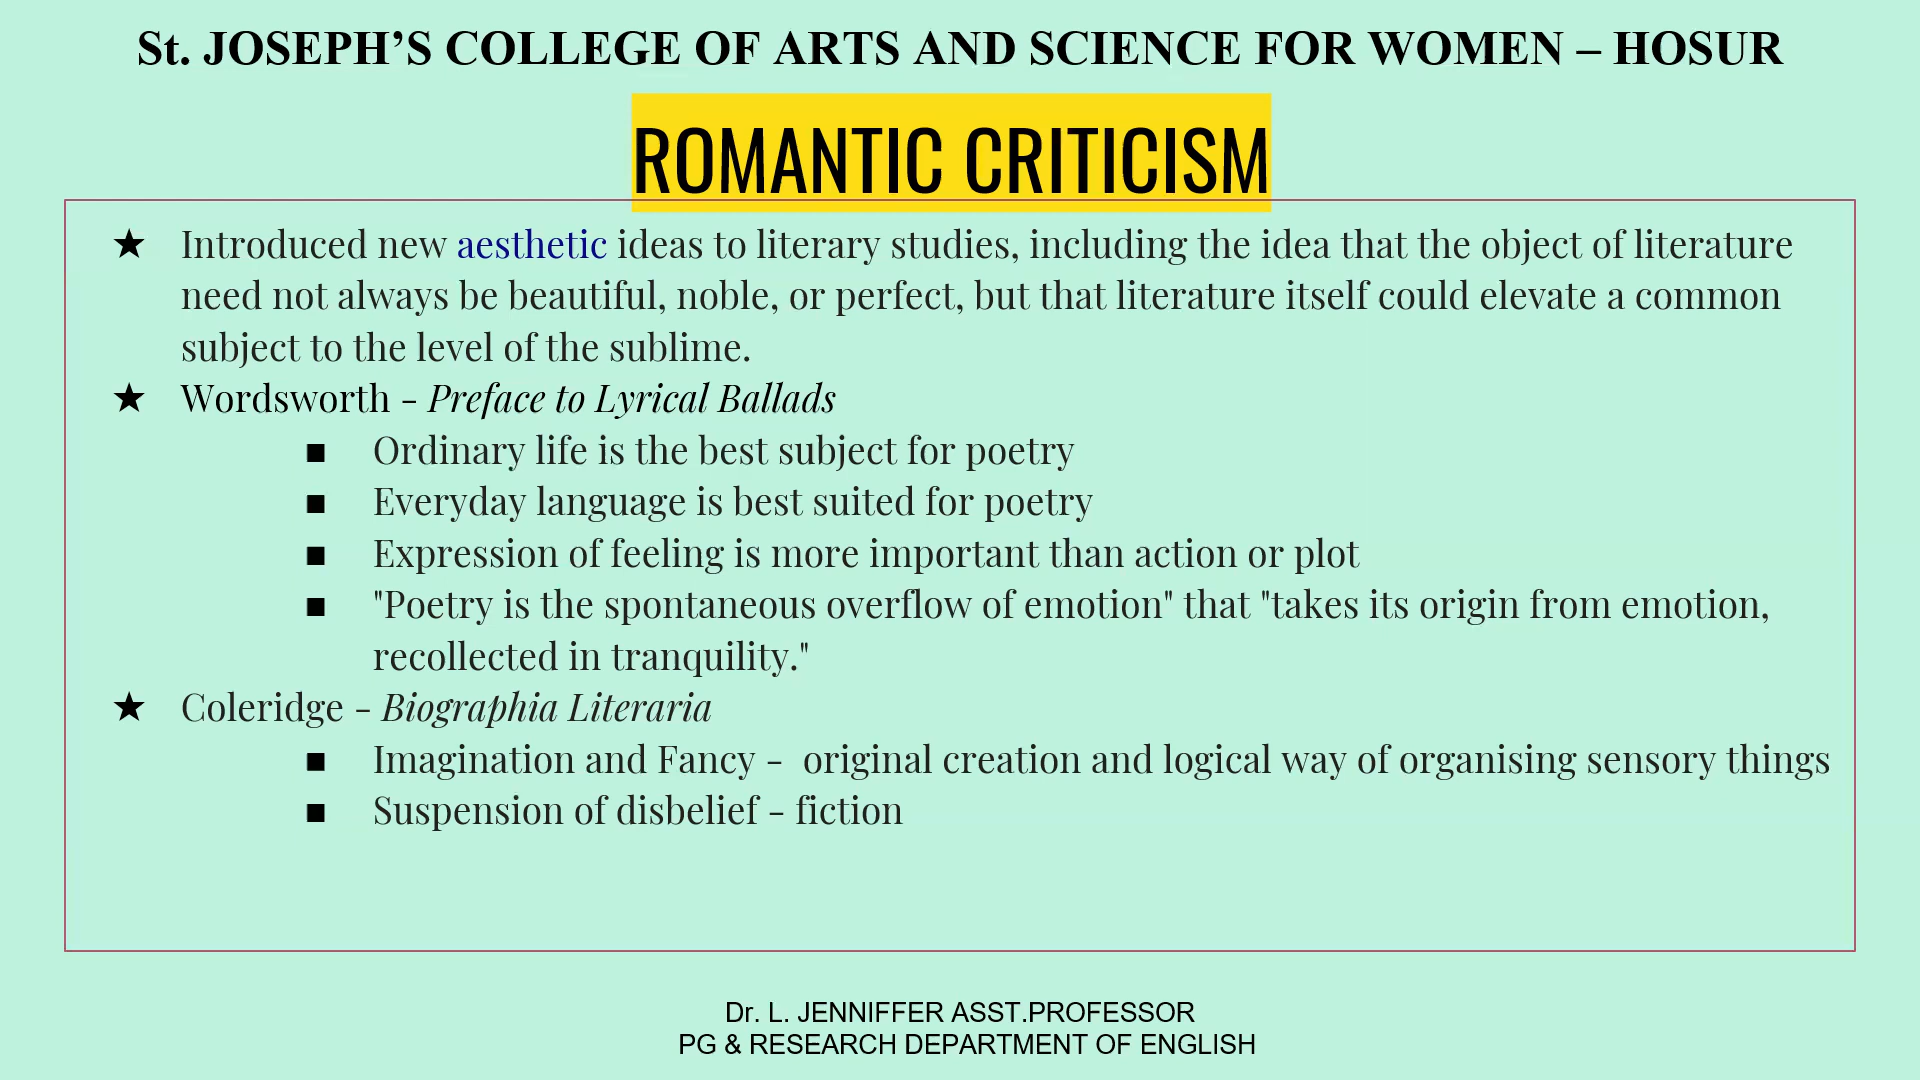 St. JOSEPH’S COLLEGE OF ARTS AND SCIENCE FOR WOMEN – HOSUR
ROMANTIC CRITICISM
★ Introduced new aesthetic ideas to literary studies, including the idea that the object of literature
need not always be beautiful, noble, or perfect, but that literature itself could elevate a common
subject to the level of the sublime.
★ Wordsworth - Preface to Lyrical Ballads
■ Ordinary life is the best subject for poetry
■ Everyday language is best suited for poetry
■ Expression of feeling is more important than action or plot
■ "Poetry is the spontaneous overflow of emotion" that "takes its origin from emotion,
recollected in tranquility."
★ Coleridge - Biographia Literaria
■ Imagination and Fancy -  original creation and logical way of organising sensory things
■ Suspension of disbelief - fiction
Dr. L. JENNIFFER ASST.PROFESSOR
PG & RESEARCH DEPARTMENT OF ENGLISH